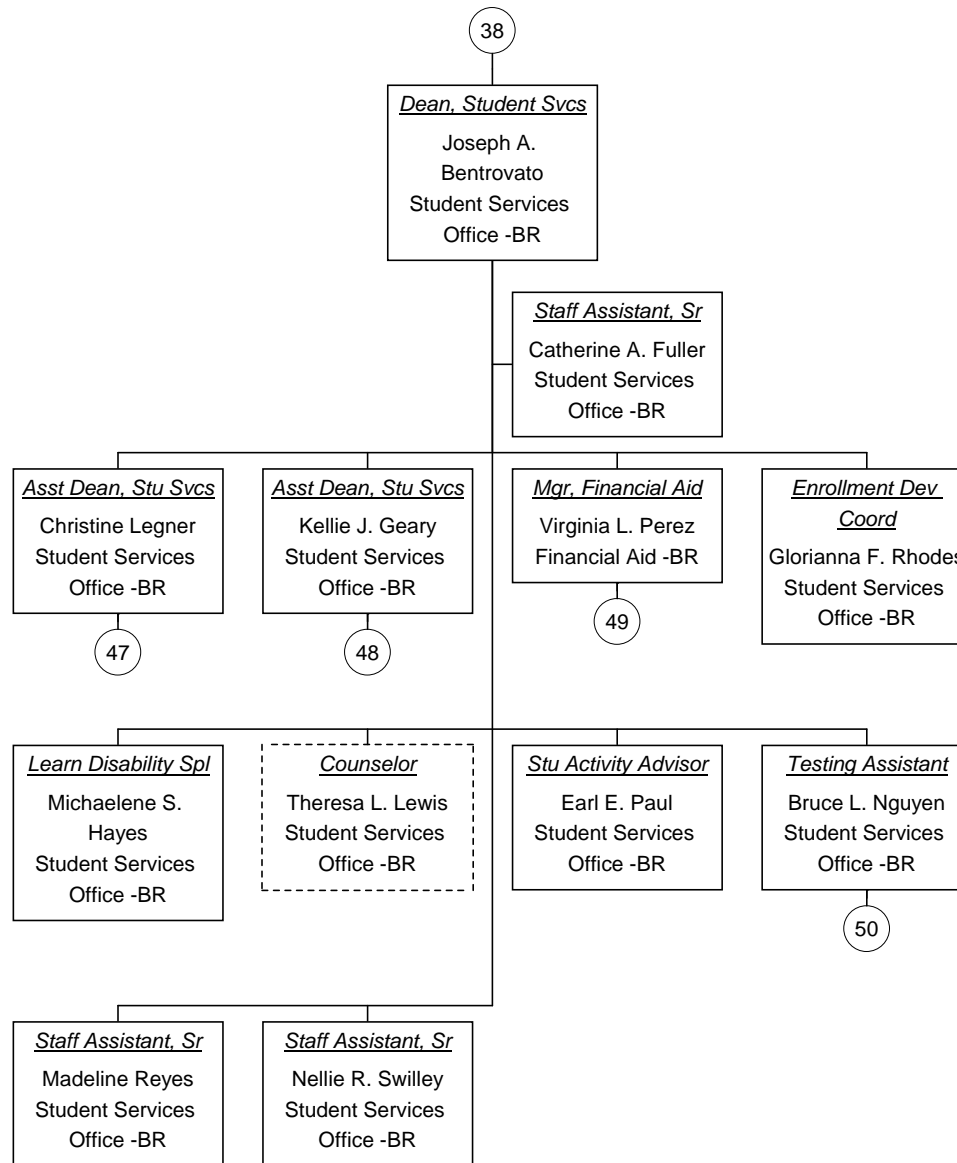 38
Dean, Student Svcs
Joseph A.
Bentrovato
Student Services
Office -BR
Staff Assistant, Sr
Catherine A. Fuller
Student Services
Office -BR
Asst Dean, Stu Svcs
Christine Legner
Student Services
Office -BR
47
Asst Dean, Stu Svcs
Kellie J. Geary
Student Services
Office -BR
48
Mgr, Financial Aid
Virginia L. Perez
Financial Aid -BR
49
Enrollment Dev
Coord
Glorianna F. Rhodes
Student Services
Office -BR
Learn Disability Spl
Michaelene S.
Hayes
Student Services
Office -BR
Counselor
Theresa L. Lewis
Student Services
Office -BR
Stu Activity Advisor
Earl E. Paul
Student Services
Office -BR
Testing Assistant
Bruce L. Nguyen
Student Services
Office -BR
50
Staff Assistant, Sr
Madeline Reyes
Student Services
Office -BR
Staff Assistant, Sr
Nellie R. Swilley
Student Services
Office -BR